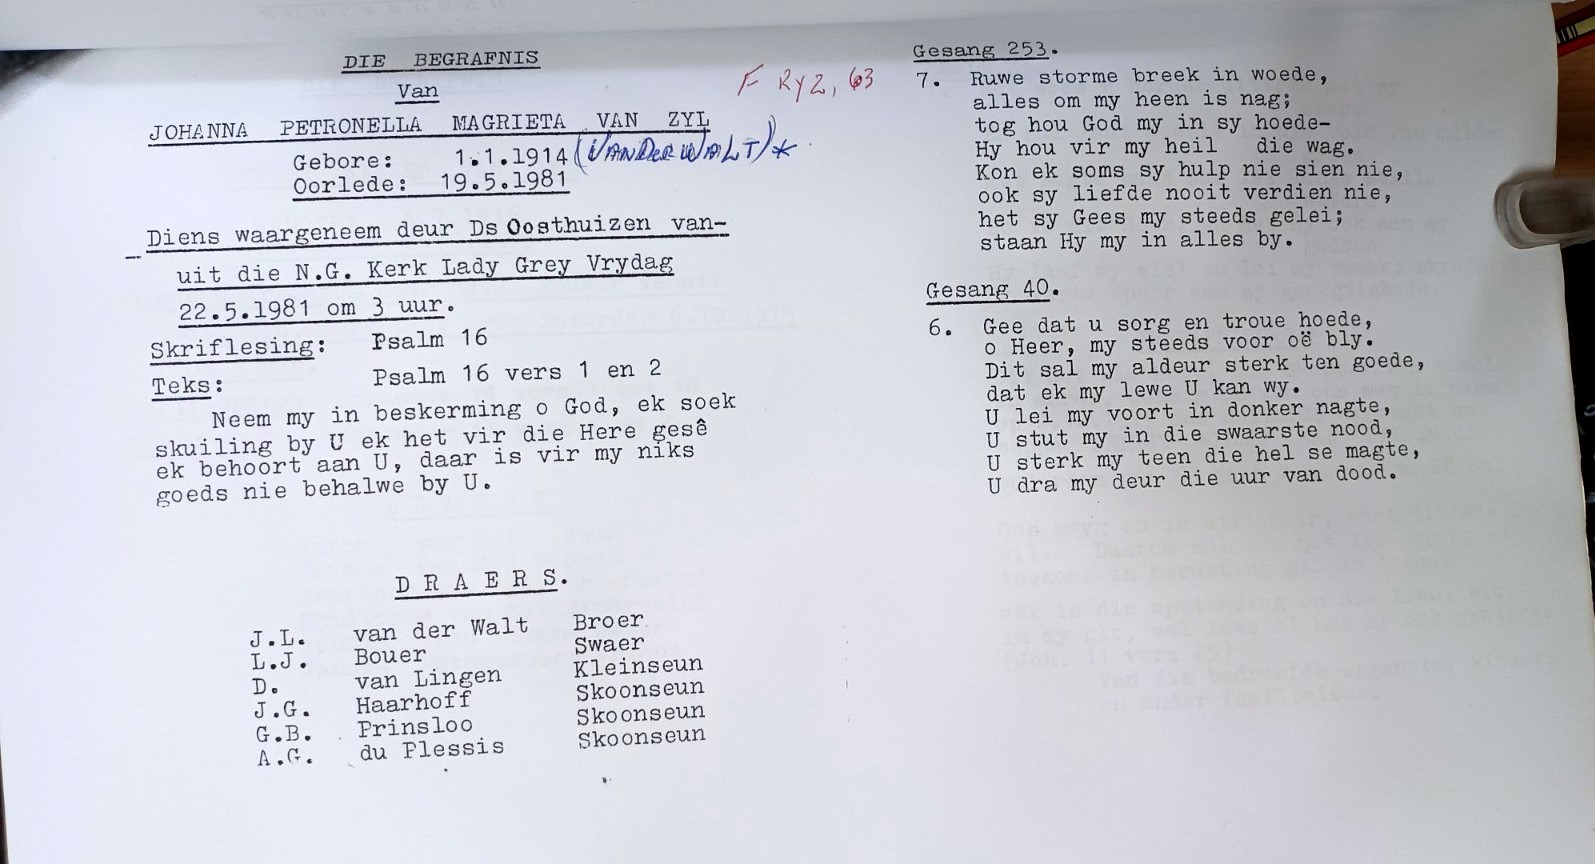 DIE BEGRAFNIS
Van
JOHANNA PETRONELLA MAGRIETA VAN ZYL
F Ry 2, 63
Gebore: 1.1.1914 (VAN DER WALT)*
Oorlede: 19.5.1981
Diens waargeneem deur Ds Oosthuizen van-
uit die N.G. Kerk Lady Grey Vrydag
22.5.1981 om 3 uur.
Skriflesing: Psalm 16
Teks: Psalm 16 vers 1 en 2
Neem my in beskerming o God, ek soek
skuiling by U ek het vir die Here gesê
ek behoort aan U, daar is vir my niks
goeds nie behalwe by U.
DRAERS.
J.L. van der Walt Broer
L.J. Bouer Swaer
D. van Lingen Kleinseun
J.G. Haarhoff Skoonseun
G.B. Prinsloo Skoonseun
A.G. du Plessis Skoonseun
Gesang 253.
7. Ruwe storme breek in woede,
alles om my heen is nag;
tog hou God my in sy hoede-
Hy hou vir my heil die wag.
Kon ek soms sy hulp nie sien nie,
ook sy liefde nooit verdien nie,
het sy Gees my steeds gelei;
staan Hy my in alles by.
Gesang 40.
6. Gee dat u sorg en troue hoede,
o Heer, my steeds voor oë bly.
Dit sal my aldeur sterk ten goede,
dat ek my lewe U kan wy.
U lei my voort in donker nagte,
U stut my in die swaarste nood,
U sterk my teen die hel se magte,
U dra my deur die uur van dood.